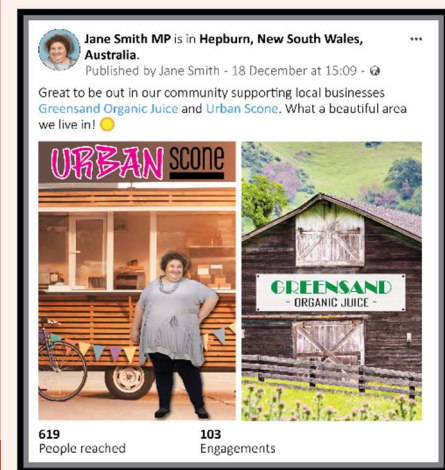 Jane Smith MP is in Hepburn, New South Wales,
Australia.
Published by Jane Smith - 18 December at 15:09 -
Great to be out in our community supporting local businesses
Greensand Organic Juice and Urban Scone. What a beautiful area
we live in!
URBAN SCONE
GREENSAND
- ORGANIC JUICE -
619
People reached
103
Engagements